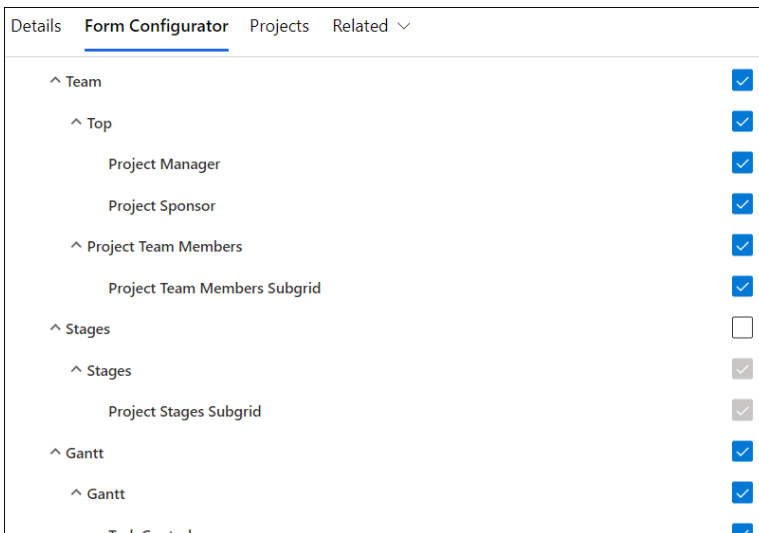 Details Form Configurator Projects Related
Team
Top
Project Manager
Project Sponsor
Project Team Members
Project Team Members Subgrid
Stages
Stages
Project Stages Subgrid
Gantt
Gantt